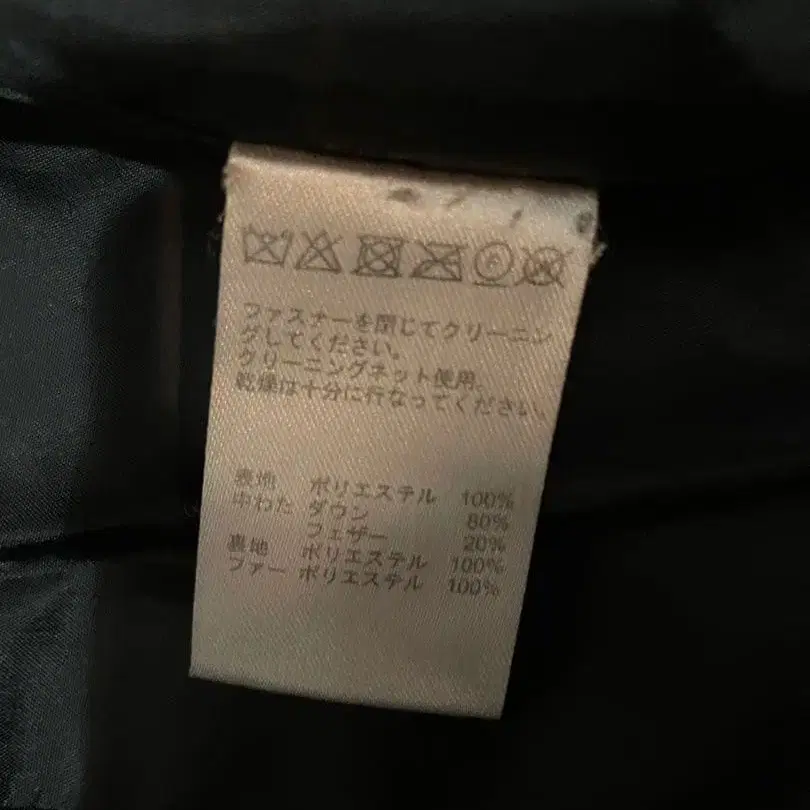 ファスナーを閉じてクリーニン
グしてください。
クリーニングネット使用。
乾燥は十分に行なってください。
表地 ポリエステル 100%
中わた ダウン 80%
フェザー 20%
裏地 ポリエステル 100%
ファー ポリエステル 100%